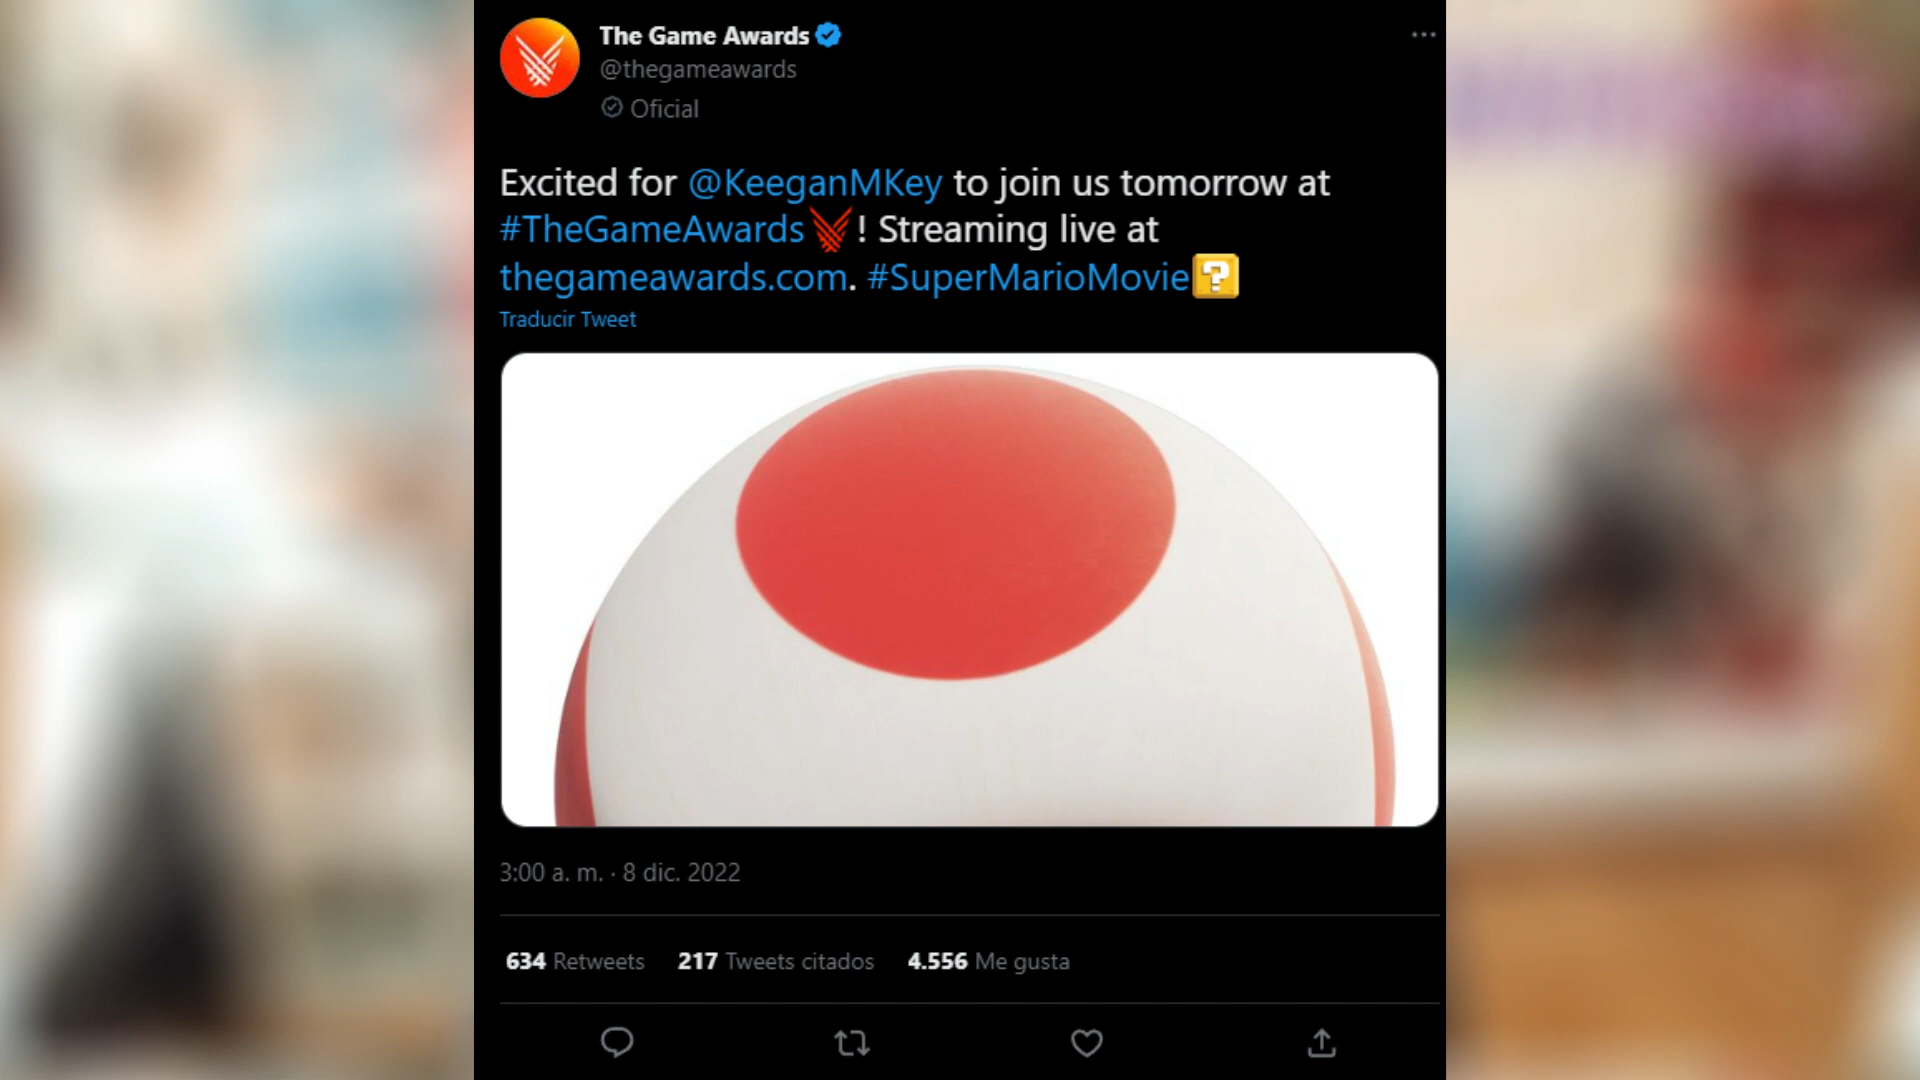 The Game Awards
@thegameawards
Oficial
Excited for @KeeganMKey to join us tomorrow at
#TheGameAwards! Streaming live at
thegameawards.com. #SuperMarioMovie
Traducir Tweet
3:00 a. m. · 8 dic. 2022
634 Retweets 217 Tweets citados 4.556 Me gusta